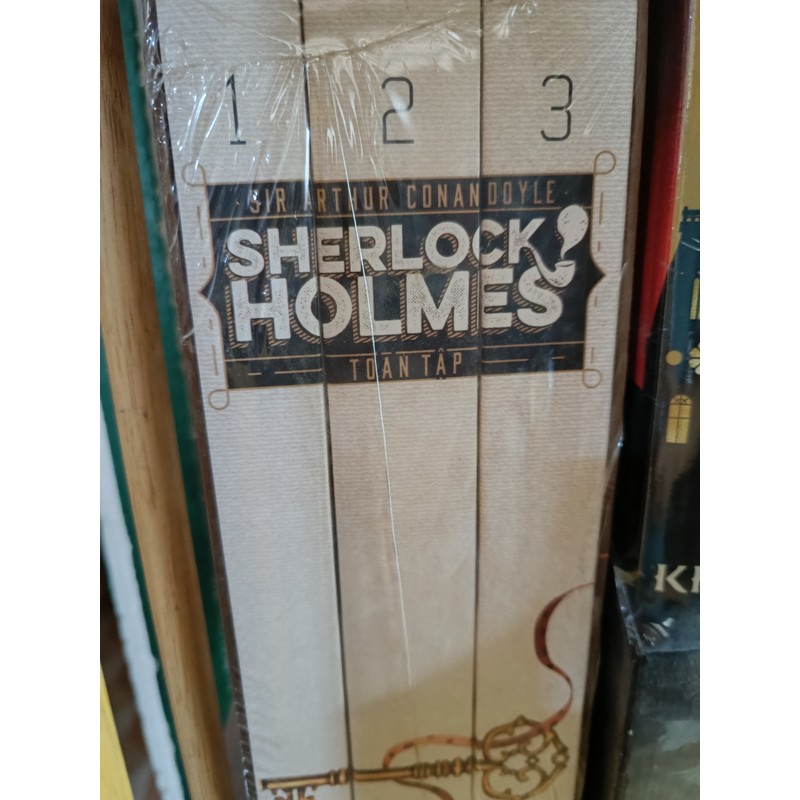 1 2 3
SIR ARTHUR CONAN DOYLE
SHERLOCK
HOLMES
TOÀN TẬP